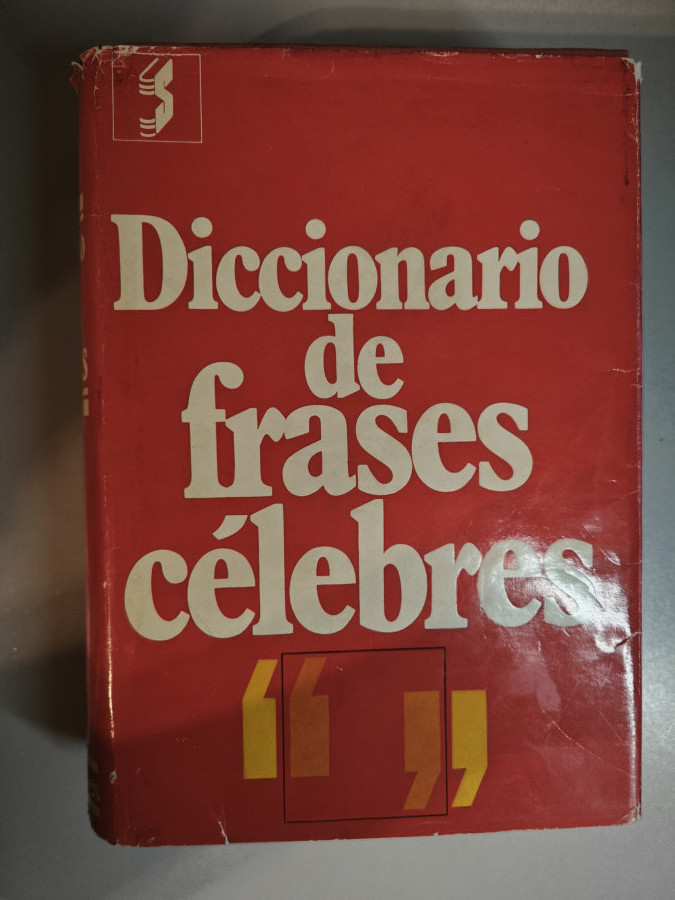 S
Diccionario
de
frases
célebres
“ ”